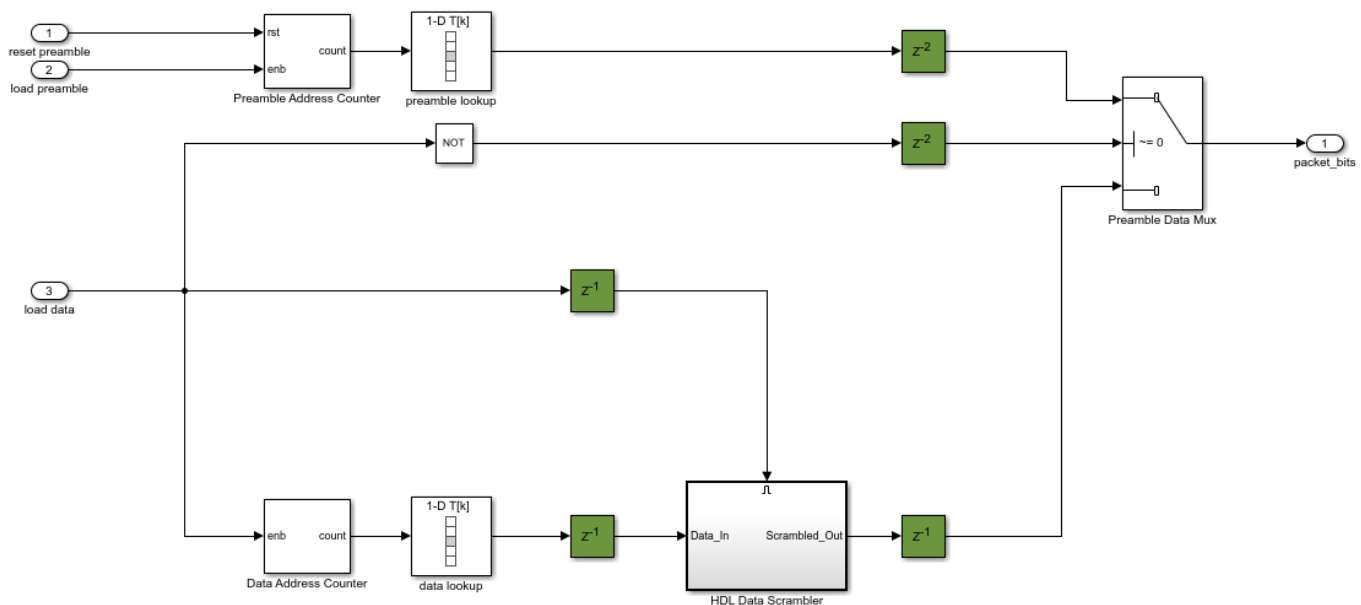 1
reset preamble
2
load preamble
rst
enb
count
Preamble Address Counter
1-D T[k]
preamble lookup
z-2
NOT
z-2
~= 0
Preamble Data Mux
1
packet_bits
3
load data
z-1
enb
count
Data Address Counter
1-D T[k]
data lookup
z-1
Data_In
Scrambled_Out
HDL Data Scrambler
z-1